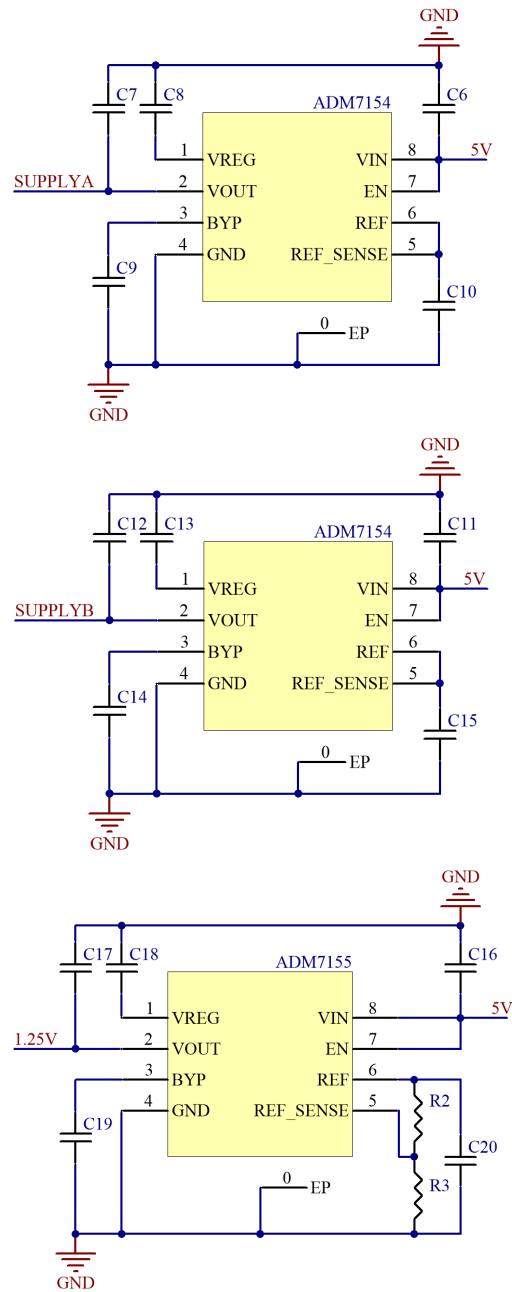 GND
C7 C8 C6
ADM7154
1 VREG VIN 8 5V
SUPPLYA 2 VOUT EN 7
3 BYP REF 6
4 GND REF_SENSE 5
C9 C10
0 EP
GND
GND
C12 C13 C11
ADM7154
1 VREG VIN 8 5V
SUPPLYB 2 VOUT EN 7
3 BYP REF 6
4 GND REF_SENSE 5
C14 C15
0 EP
GND
GND
C17 C18 C16
ADM7155
1 VREG VIN 8 5V
1.25V 2 VOUT EN 7
3 BYP REF 6
R2
4 GND REF_SENSE 5
C19 C20
R3
0 EP
GND